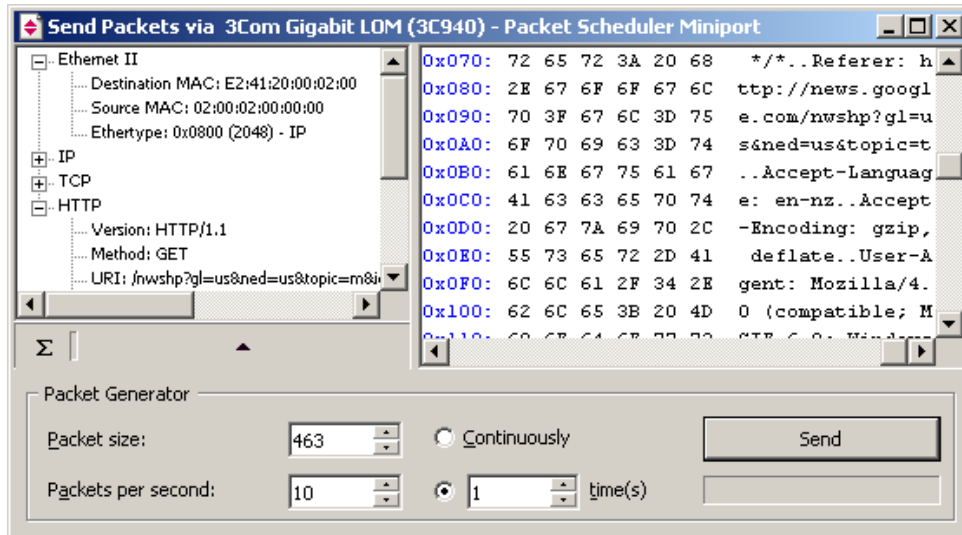 Send Packets via 3Com Gigabit LOM (3C940) - Packet Scheduler Miniport
Ethernet II
Destination MAC: E2:41:20:00:02:00
Source MAC: 02:00:02:00:00:00
Ethertype: 0x0800 (2048) - IP
IP
TCP
HTTP
Version: HTTP/1.1
Method: GET
URI: /nwshp?gl=us&ned=us&topic=m&i
Σ
0x070: 72 65 72 3A 20 68 */*..Referer: h
0x080: 2E 67 6F 6F 67 6C ttp://news.googl
0x090: 70 3F 67 6C 3D 75 e.com/nwshp?gl=u
0x0A0: 6F 70 69 63 3D 74 s&ned=us&topic=t
0x0B0: 61 6E 67 75 61 67 ..Accept-Languag
0x0C0: 41 63 63 65 70 74 e: en-nz..Accept
0x0D0: 20 67 7A 69 70 2C -Encoding: gzip,
0x0E0: 55 73 65 72 2D 41 deflate..User-A
0x0F0: 6C 6C 61 2F 34 2E gent: Mozilla/4.
0x100: 62 6C 65 3B 20 4D 0 (compatible; M
Packet Generator
Packet size:
463
Continuously
Send
Packets per second:
10
1
time(s)